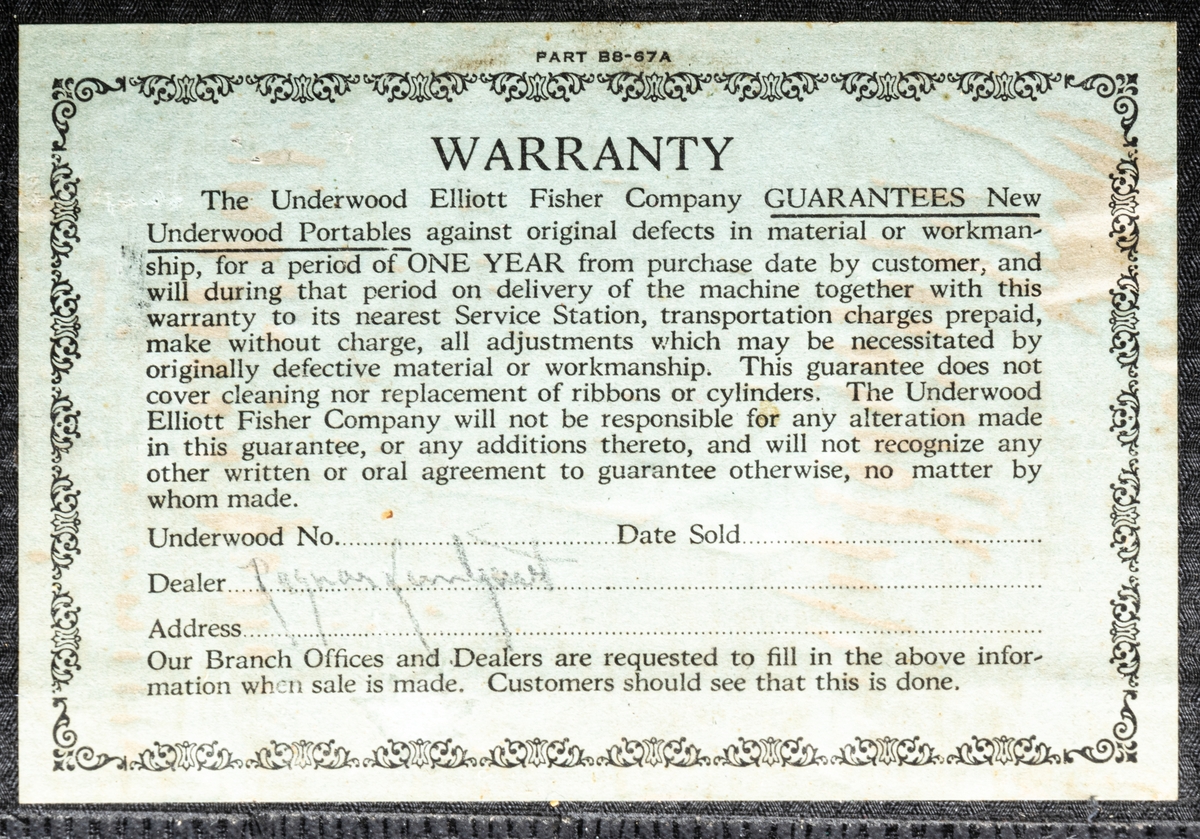 PART B8-67A
WARRANTY
The Underwood Elliott Fisher Company GUARANTEES New
Underwood Portables against original defects in material or workman-
ship, for a period of ONE YEAR from purchase date by customer, and
will during that period on delivery of the machine together with this
warranty to its nearest Service Station, transportation charges prepaid,
make without charge, all adjustments which may be necessitated by
originally defective material or workmanship. This guarantee does not
cover cleaning nor replacement of ribbons or cylinders. The Underwood
Elliott Fisher Company will not be responsible for any alteration made
in this guarantee, or any additions thereto, and will not recognize any
other written or oral agreement to guarantee otherwise, no matter by
whom made.
Underwood No. Date Sold
Dealer
Address
Our Branch Offices and Dealers are requested to fill in the above infor-
mation when sale is made. Customers should see that this is done.